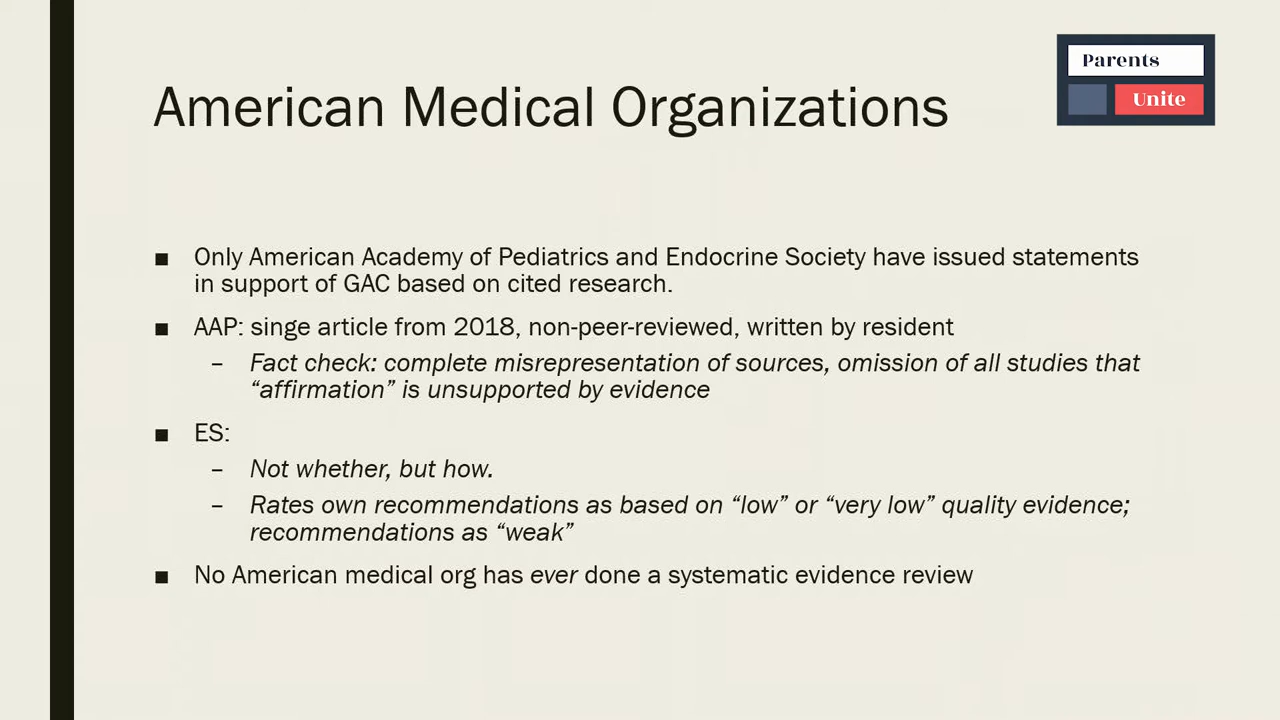 Parents
Unite
American Medical Organizations
■ Only American Academy of Pediatrics and Endocrine Society have issued statements
in support of GAC based on cited research.
■ AAP: singe article from 2018, non-peer-reviewed, written by resident
– Fact check: complete misrepresentation of sources, omission of all studies that
“affirmation” is unsupported by evidence
■ ES:
– Not whether, but how.
– Rates own recommendations as based on “low” or “very low” quality evidence;
recommendations as “weak”
■ No American medical org has ever done a systematic evidence review